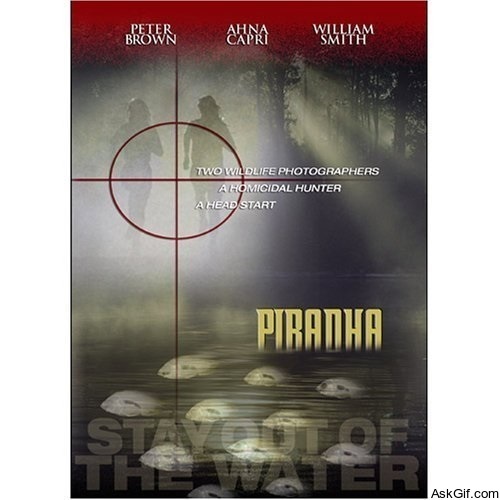 PETER BROWN
AHNA CAPRI
WILLIAM SMITH
TWO WILDLIFE PHOTOGRAPHERS
A HOMICIDAL HUNTER
A HEAD START
PIRANHA
STAY OUT OF
THE WATER
AskGif.com